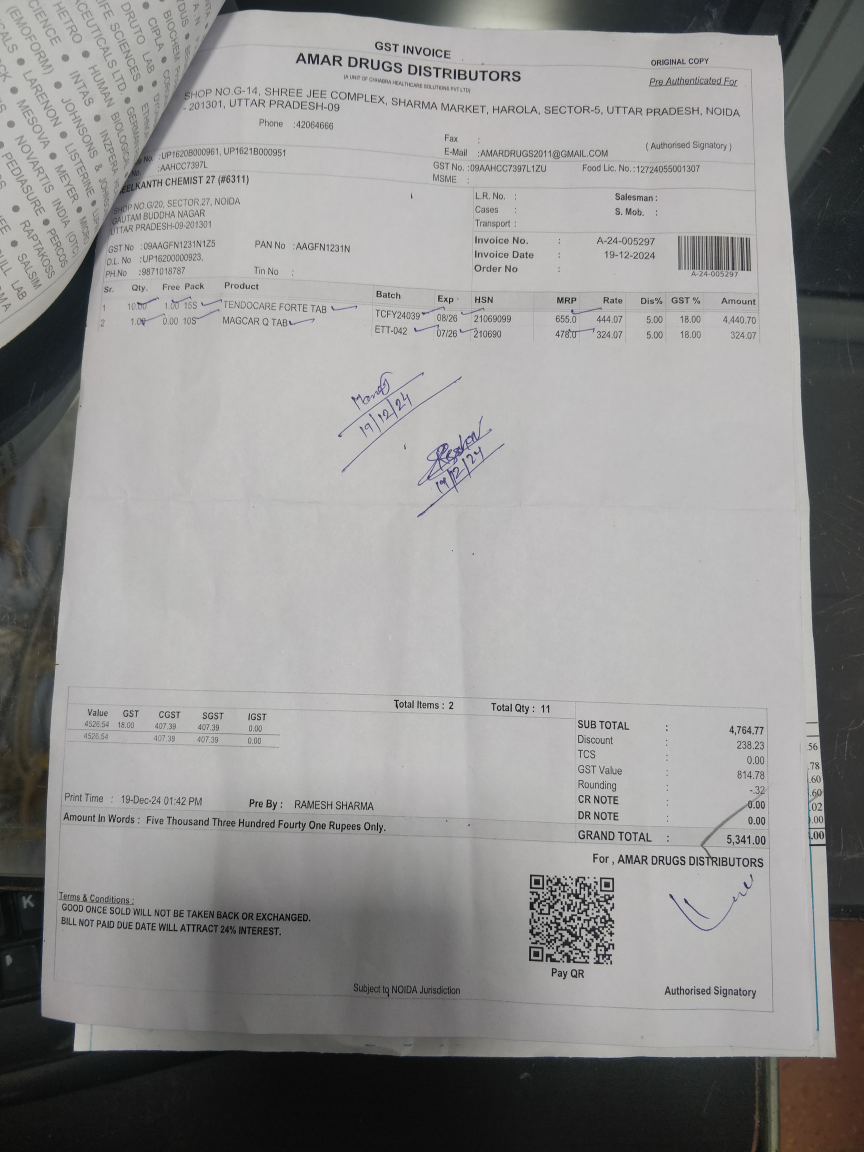 GST INVOICE
ORIGINAL COPY
AMAR DRUGS DISTRIBUTORS
(A UNIT OF CHHABRA HEALTHCARE SOLUTIONS PVT LTD)
Pre Authenticated For
SHOP NO.G-14, SHREE JEE COMPLEX, SHARMA MARKET, HAROLA, SECTOR-5, UTTAR PRADESH, NOIDA
- 201301, UTTAR PRADESH-09
Phone :42064666
Fax :
( Authorised Signatory )
E-Mail :AMARDRUGS2011@GMAIL.COM
No. :UP1620B000961, UP1621B000951
:AAHCC7397L
GST No. :09AAHCC7397L1ZU Food Lic. No. :12724055001307
MSME :
EELKANTH CHEMIST 27 (#6311)
SHOP NO.G/20, SECTOR.27, NOIDA
GAUTAM BUDDHA NAGAR
UTTAR PRADESH-09-201301
GST No :09AAGFN1231N1Z5 PAN No :AAGFN1231N
D.L. No :UP16200000923,
PH.No :9871018787 Tin No :
L.R. No. : Salesman :
Cases : S. Mob. :
Transport :
Invoice No. : A-24-005297
Invoice Date : 19-12-2024
Order No :
A-24-005297
Sr. Qty. Free Pack Product Batch Exp HSN MRP Rate Dis% GST % Amount
1 10.00 1.00 15S TENDOCARE FORTE TAB TCFY24039 08/26 21069099 655.0 444.07 5.00 18.00 4,440.70
2 1.00 0.00 10S MAGCAR Q TAB ETT-042 07/26 210690 478.0 324.07 5.00 18.00 324.07
19/12/24
19/12/24
Total Items : 2 Total Qty : 11
Value GST CGST SGST IGST
4526.54 18.00 407.39 407.39 0.00
4526.54 407.39 407.39 0.00
SUB TOTAL : 4,764.77
Discount : 238.23
TCS : 0.00
GST Value : 814.78
Rounding : -.32
CR NOTE : 0.00
DR NOTE : 0.00
GRAND TOTAL : 5,341.00
Print Time : 19-Dec-24 01:42 PM Pre By : RAMESH SHARMA
Amount In Words : Five Thousand Three Hundred Fourty One Rupees Only.
For , AMAR DRUGS DISTRIBUTORS
Terms & Conditions :
GOOD ONCE SOLD WILL NOT BE TAKEN BACK OR EXCHANGED.
BILL NOT PAID DUE DATE WILL ATTRACT 24% INTEREST.
Pay QR
Subject to NOIDA Jurisdiction
Authorised Signatory
K